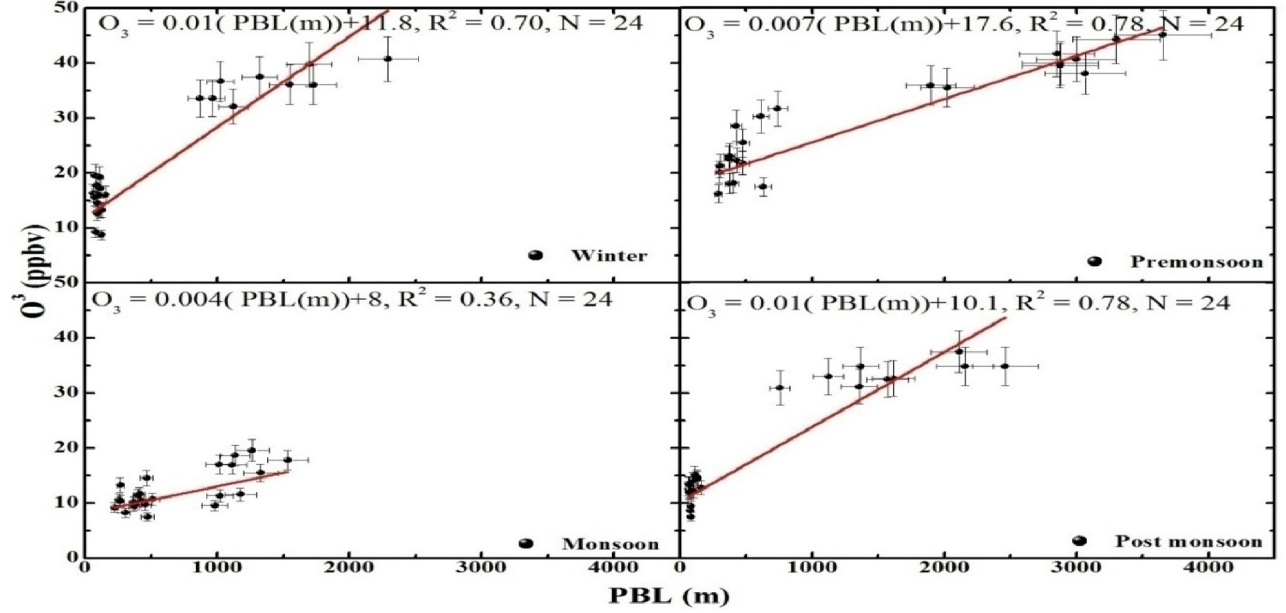 50
O₃ = 0.01( PBL(m))+11.8, R² = 0.70, N = 24
O₃ = 0.007( PBL(m))+17.6, R² = 0.78, N = 24
40
30
20
10
Winter
Premonsoon
O³ (ppbv)
50
O₃ = 0.004( PBL(m))+8, R² = 0.36, N = 24
O₃ = 0.01( PBL(m))+10.1, R² = 0.78, N = 24
40
30
20
10
Monsoon
Post monsoon
0
0 1000 2000 3000 4000 1000 2000 3000 4000
PBL (m)